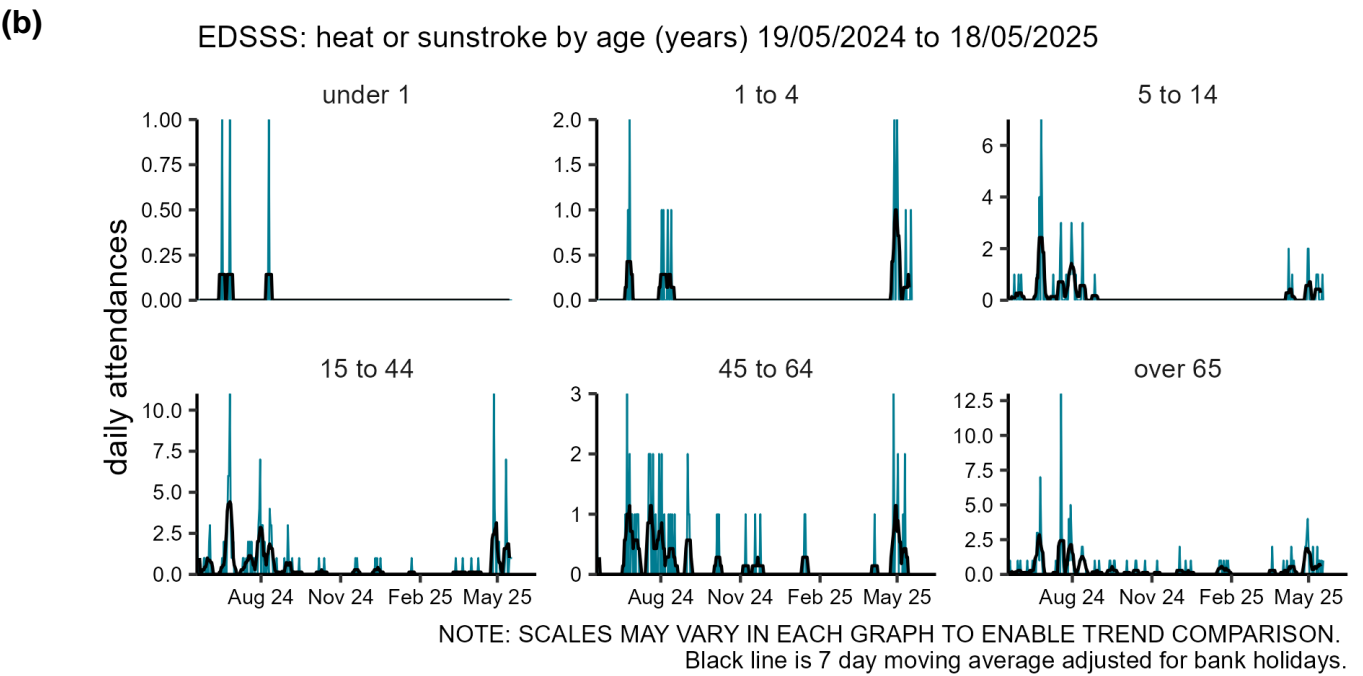 (b)
EDSSS: heat or sunstroke by age (years) 19/05/2024 to 18/05/2025
daily attendances
under 1
1.00
0.75
0.50
0.25
0.00
1 to 4
2.0
1.5
1.0
0.5
0.0
5 to 14
6
4
2
0
15 to 44
10.0
7.5
5.0
2.5
0.0
Aug 24 Nov 24 Feb 25 May 25
45 to 64
3
2
1
0
Aug 24 Nov 24 Feb 25 May 25
over 65
12.5
10.0
7.5
5.0
2.5
0.0
Aug 24 Nov 24 Feb 25 May 25
NOTE: SCALES MAY VARY IN EACH GRAPH TO ENABLE TREND COMPARISON.
Black line is 7 day moving average adjusted for bank holidays.